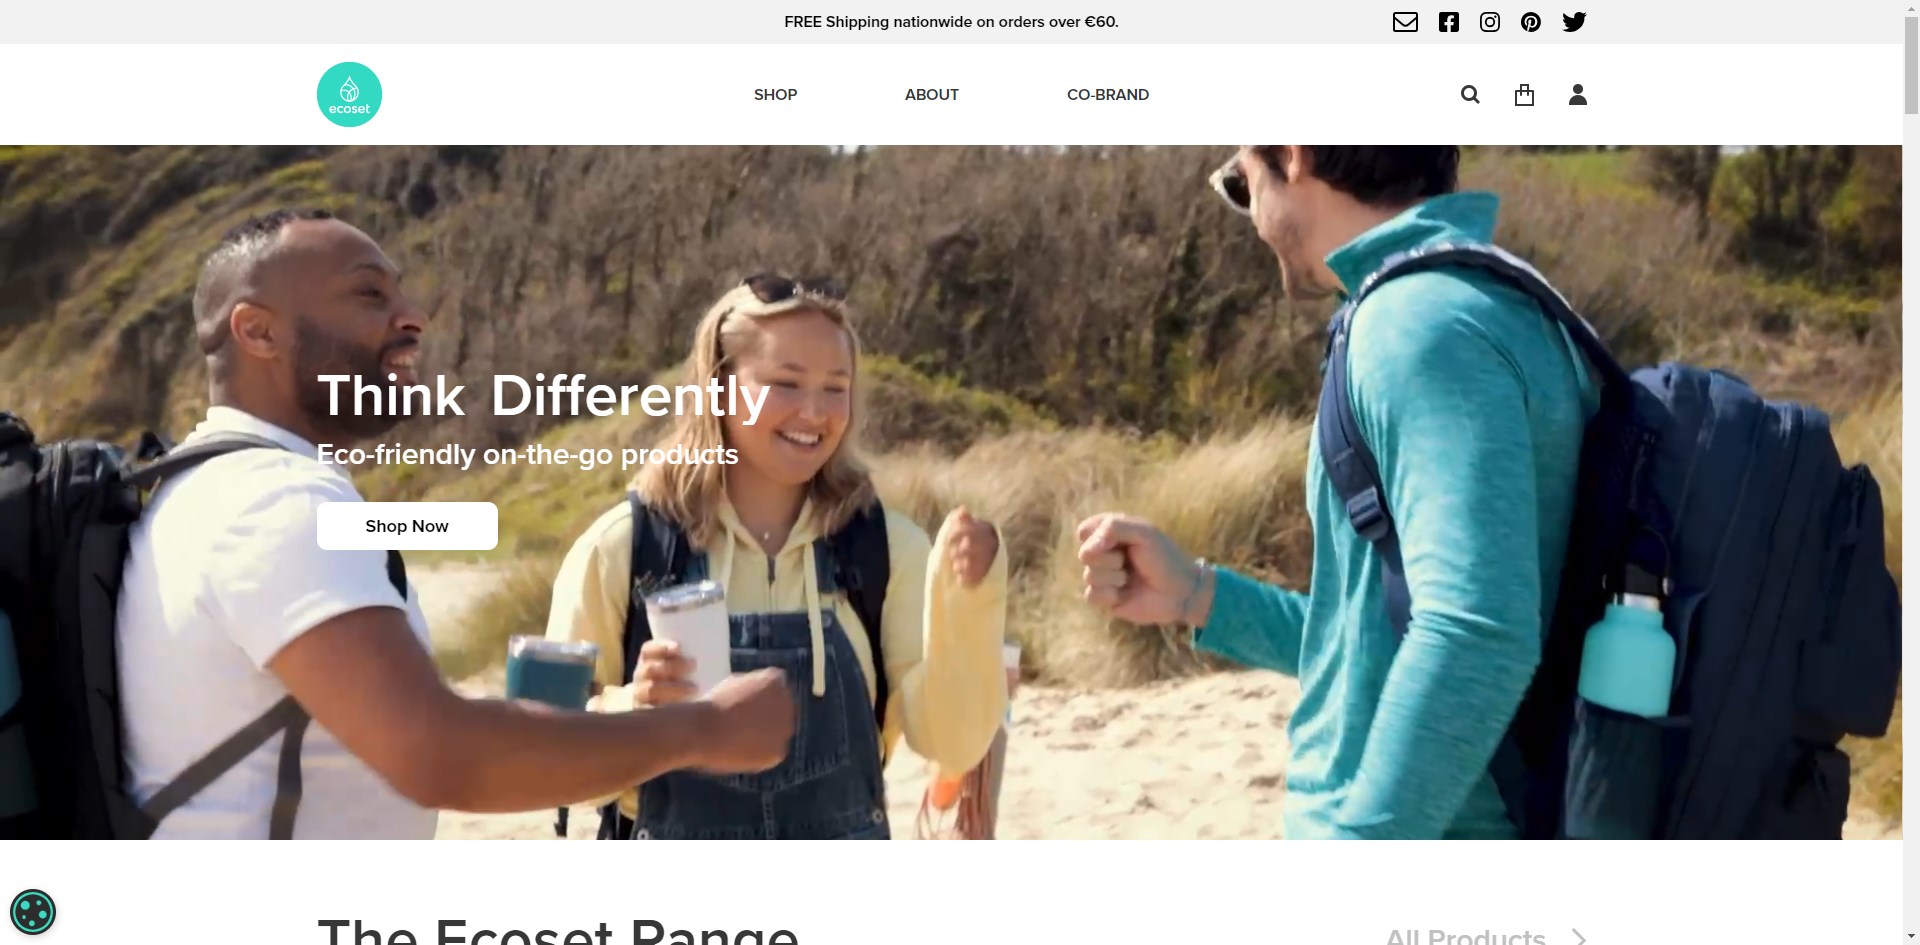 FREE Shipping nationwide on orders over €60.
ecoset
SHOP
ABOUT
CO-BRAND
Think Differently
Eco-friendly on-the-go products
Shop Now
The Ecoset Range
All Products